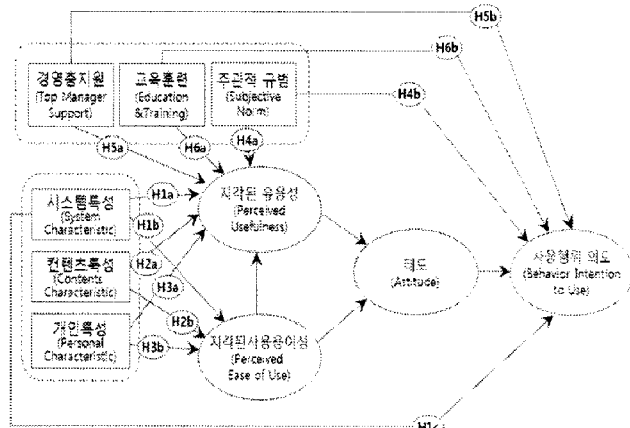 H5b
H6b
경영층지원
(Top Manager
Support)
교육훈련
(Education
&Training)
주관적 규범
(Subjective
Norm)
H4b
H5a
H6a
H4a
시스템특성
(System
Characteristic)
H1a
H1b
지각된 유용성
(Perceived
Usefulness)
컨텐츠특성
(Contents
Characteristic)
H2a
H3a
태도
(Attitude)
사용행위 의도
(Behavior Intention
to Use)
개인특성
(Personal
Characteristic)
H2b
H3b
지각된사용용이성
(Perceived
Ease of Use)
H1c